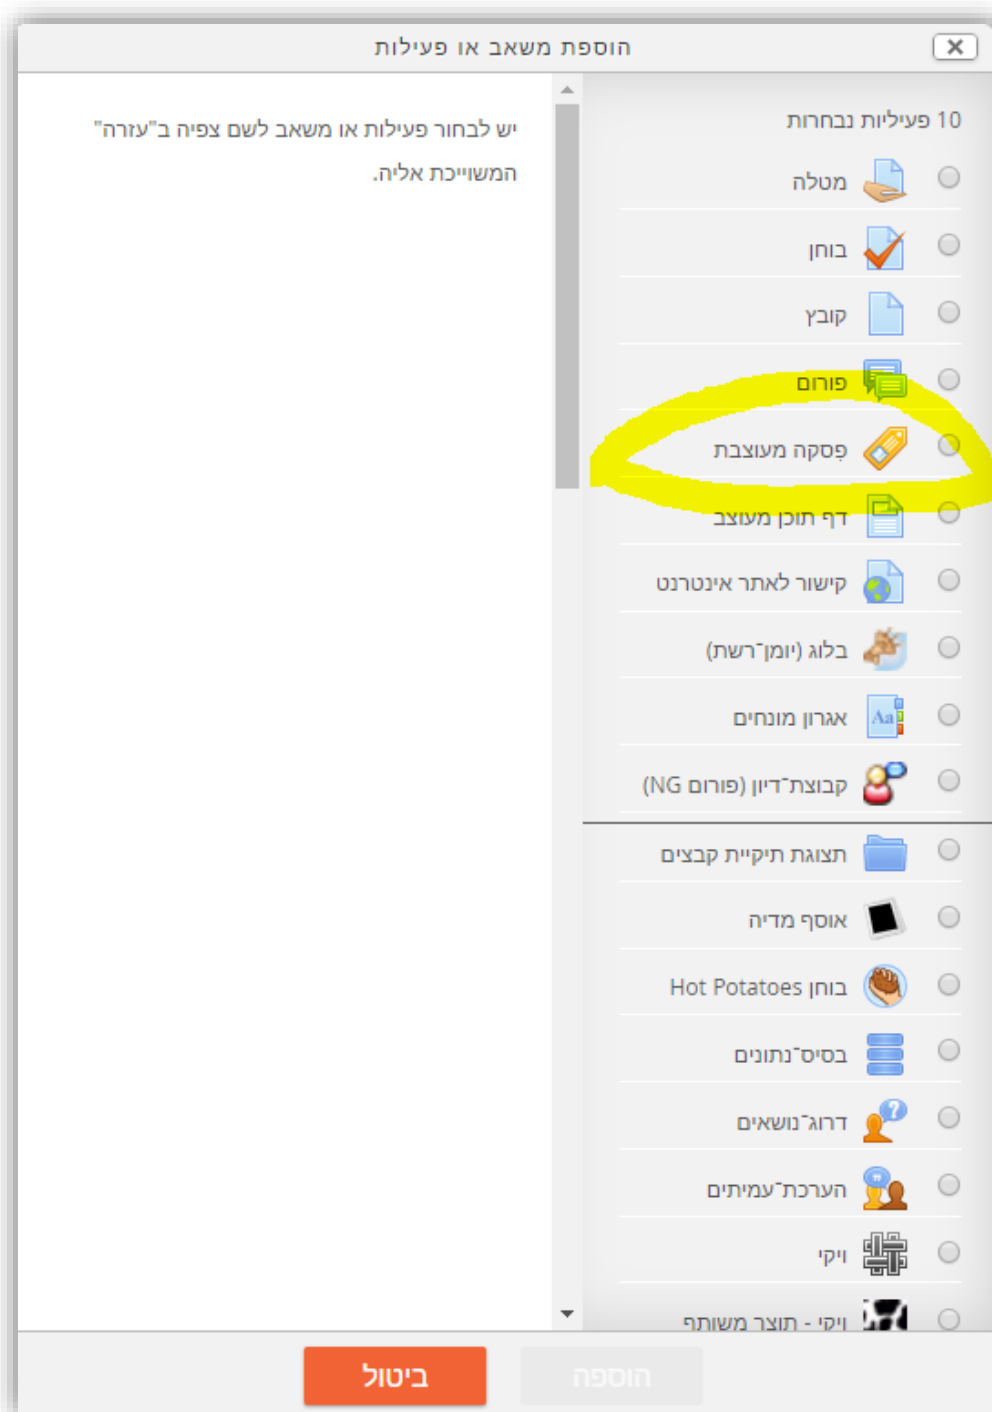 הוספת משאב או פעילות
10 פעיליות נבחרות
מטלה
בוחן
קובץ
פורום
פִסקה מעוצבת
דף תוכן מעוצב
קישור לאתר אינטרנט
בלוג (יומן־רשת)
אגרון מונחים
קבוצת־דיון (פורום NG)
תצוגת תיקיית קבצים
אוסף מדיה
בוחן Hot Potatoes
בסיס־נתונים
דרוג־נושאים
הערכת־עמיתים
ויקי
ויקי - תוצר משותף
יש לבחור פעילות או משאב לשם צפיה ב"עזרה"
המשוייכת אליה.
הוספה
ביטול